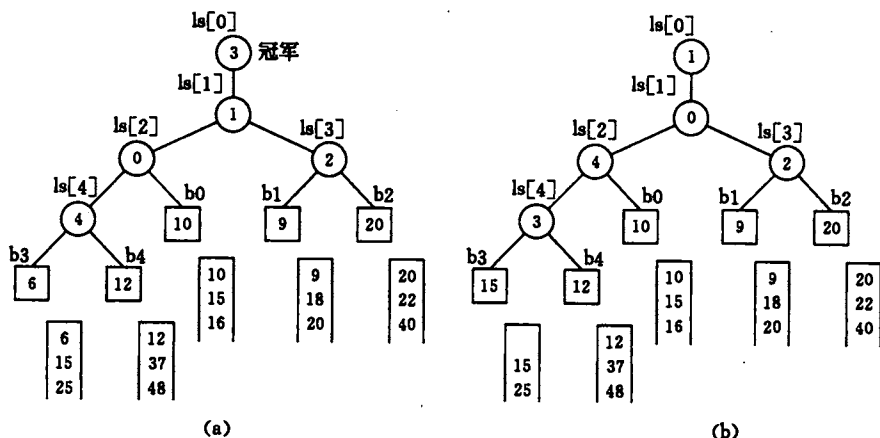 ls[0]
3 冠军
ls[1]
1
ls[2] ls[3]
0 2
ls[4] b0 b1 b2
4 10 9 20
b3 b4
6 12
10 9 20
15 18 22
16 20 40
6 12
15 37
25 48
(a)
ls[0]
1
ls[1]
0
ls[2] ls[3]
4 2
ls[4] b0 b1 b2
3 10 9 20
b3 b4
15 12
10 9 20
15 18 22
16 20 40
12
15 37
25 48
(b)